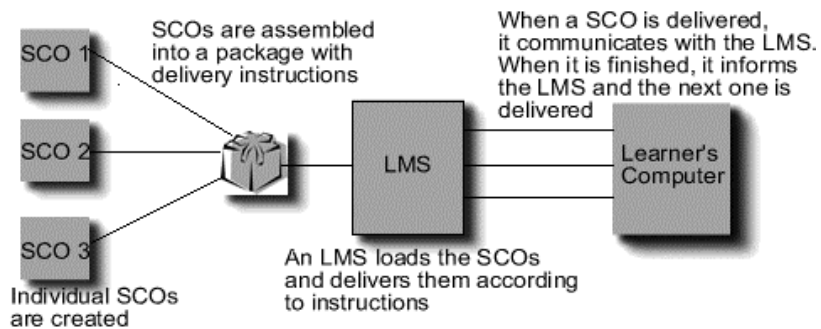 SCO 1
SCOs are assembled
into a package with
delivery instructions
When a SCO is delivered,
it communicates with the LMS.
When it is finished, it informs
the LMS and the next one is
delivered
SCO 2
LMS
Learner's
Computer
SCO 3
Individual SCOs
are created
An LMS loads the SCOs
and delivers them according
to instructions